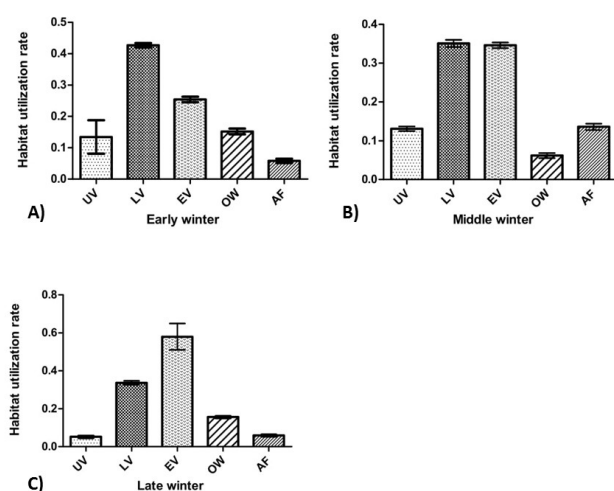 Habitat utilization rate
0.5
0.4
0.3
0.2
0.1
0.0
UV
LV
EV
OW
AF
A)
Early winter
Habitat utilization rate
0.4
0.3
0.2
0.1
0.0
UV
LV
EV
OW
AF
B)
Middle winter
Habitat utilization rate
0.8
0.6
0.4
0.2
0.0
UV
LV
EV
OW
AF
C)
Late winter